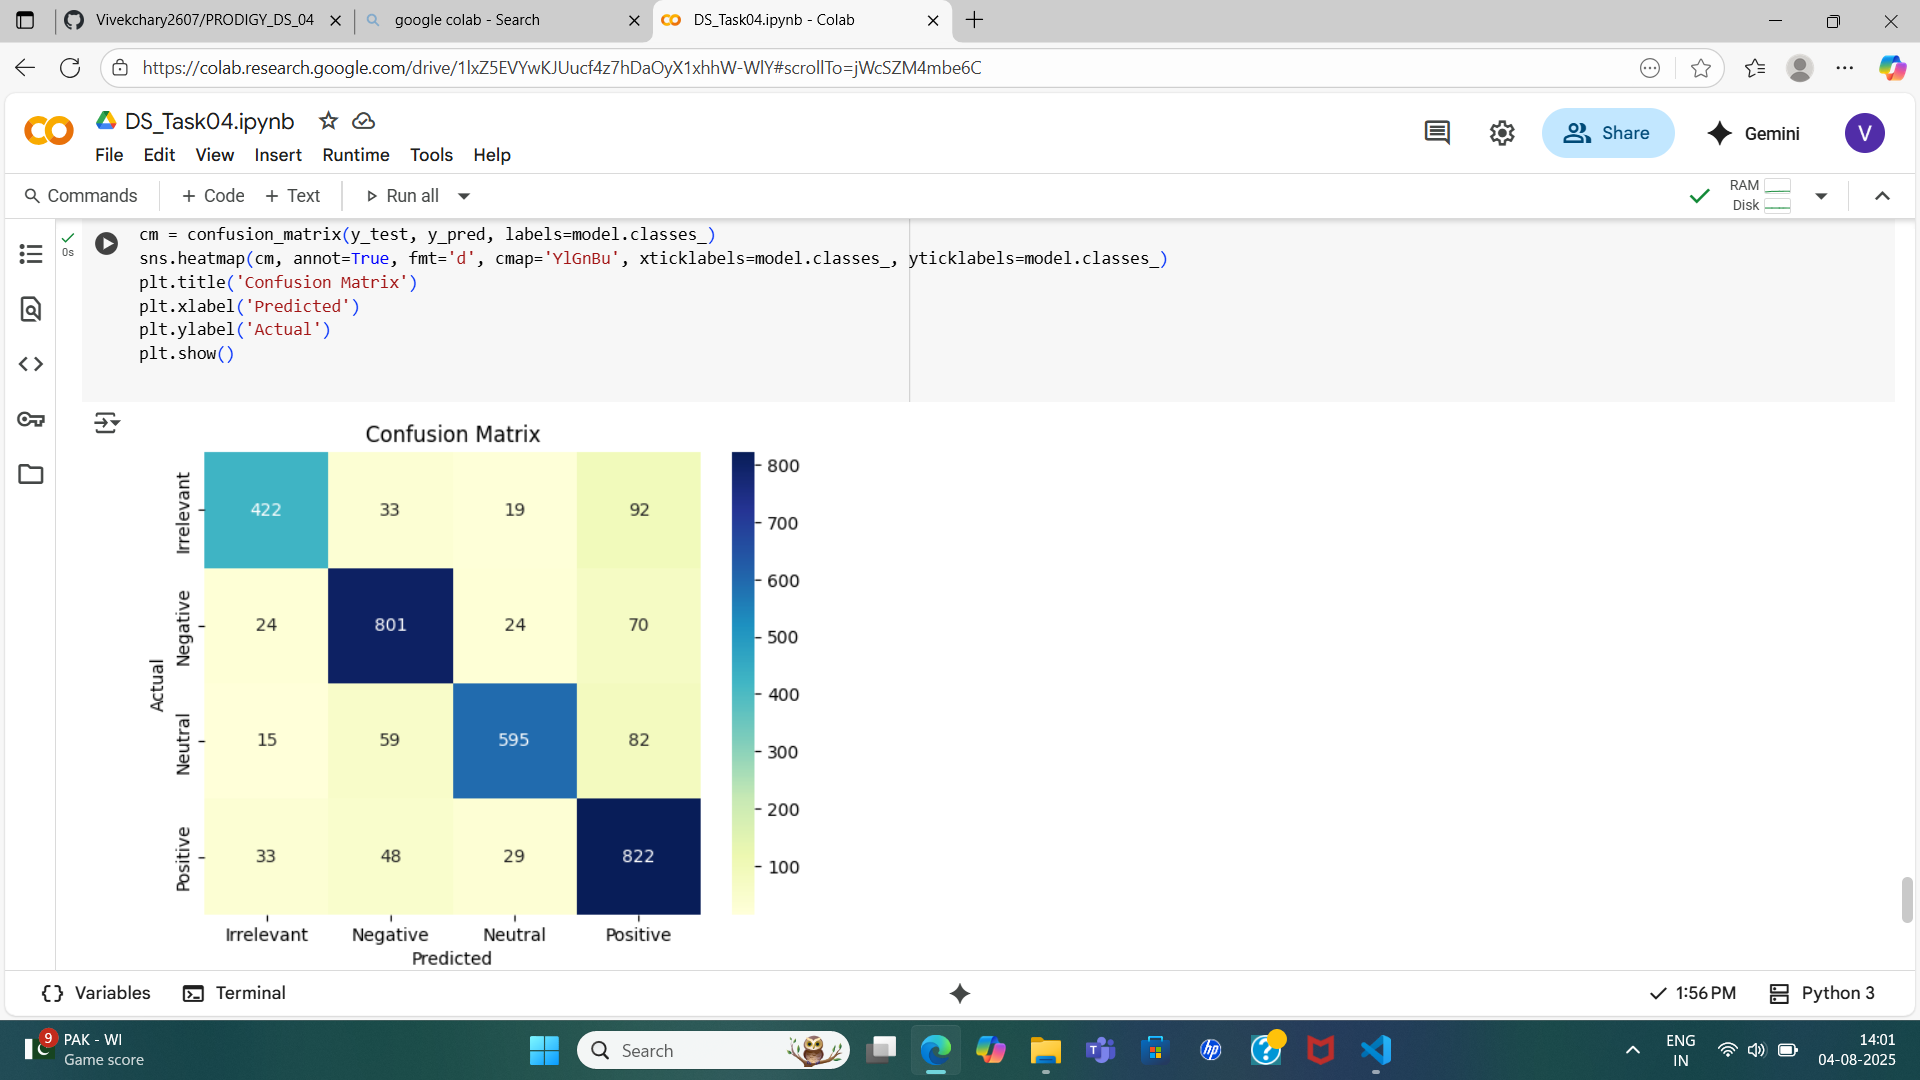 Vivekchary2607/PRODIGY_DS_04
google colab - Search
DS_Task04.ipynb - Colab
https://colab.research.google.com/drive/1lxZ5EVYwKJUucf4z7hDaOyX1xhhW-WlY#scrollTo=jWcSZM4mbe6C
DS_Task04.ipynb
File Edit View Insert Runtime Tools Help
Share
Gemini
V
Commands
+ Code + Text
Run all
RAM
Disk
0s
cm = confusion_matrix(y_test, y_pred, labels=model.classes_)
sns.heatmap(cm, annot=True, fmt='d', cmap='YlGnBu', xticklabels=model.classes_, yticklabels=model.classes_)
plt.title('Confusion Matrix')
plt.xlabel('Predicted')
plt.ylabel('Actual')
plt.show()
Confusion Matrix
Actual
Irrelevant 422 33 19 92
Negative 24 801 24 70
Neutral 15 59 595 82
Positive 33 48 29 822
Irrelevant Negative Neutral Positive
Predicted
800
700
600
500
400
300
200
100
Variables
Terminal
1:56 PM
Python 3
9
PAK - WI
Game score
Search
hp
ENG
IN
14:01
04-08-2025